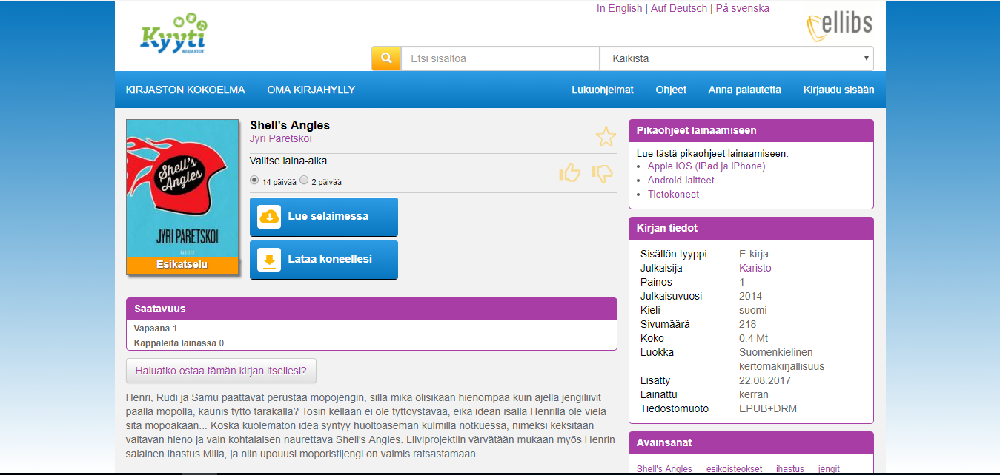 In English | Auf Deutsch | På svenska
Kyyti
KIRJASTOT
ellibs
Etsi sisältöä
Kaikista
KIRJASTON KOKOELMA
OMA KIRJAHYLLY
Lukuohjelmat
Ohjeet
Anna palautetta
Kirjaudu sisään
Shell's
Angles
JYRI PARETSKOI
KARISTO
Esikatselu
Shell's Angles
Jyri Paretskoi
Valitse laina-aika
14 päivää 2 päivää
Lue selaimessa
Lataa koneellesi
Saatavuus
Vapaana 1
Kappaleita lainassa 0
Haluatko ostaa tämän kirjan itsellesi?
Henri, Rudi ja Samu päättävät perustaa mopojengin, sillä mikä olisikaan hienompaa kuin ajella jengiliivit
päällä mopolla, kaunis tyttö tarakalla? Tosin kellään ei ole tyttöystävää, eikä idean isällä Henrillä ole vielä
sitä mopoakaan... Koska kuolematon idea syntyy huoltoaseman kulmilla notkuessa, nimeksi keksitään
valtavan hieno ja vain kohtalaisen naurettava Shell's Angles. Liiviprojektiin värvätään mukaan myös Henrin
salainen ihastus Milla, ja niin upouusi moporistijengi on valmis ratsastamaan...
Pikaohjeet lainaamiseen
Lue tästä pikaohjeet lainaamiseen:
Apple iOS (iPad ja iPhone)
Android-laitteet
Tietokoneet
Kirjan tiedot
Sisällön tyyppi E-kirja
Julkaisija Karisto
Painos 1
Julkaisuvuosi 2014
Kieli suomi
Sivumäärä 218
Koko 0.4 Mt
Luokka Suomenkielinen
kertomakirjallisuus
Lisätty 22.08.2017
Lainattu kerran
Tiedostomuoto EPUB+DRM
Avainsanat
Shell's Angles esikoisteokset ihastus jengit